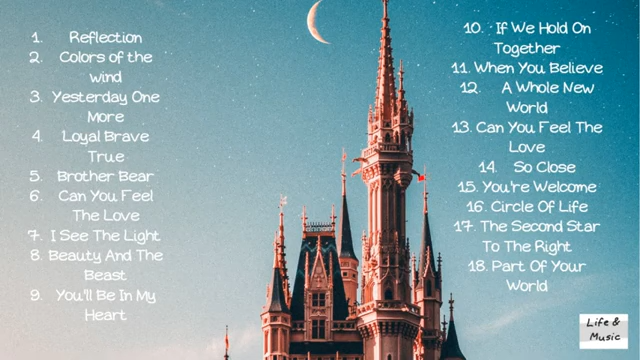 1. Reflection
2. Colors of the
wind
3. Yesterday One
More
4. Loyal Brave
True
5. Brother Bear
6. Can You Feel
The Love
7. I See The Light
8. Beauty And The
Beast
9. You'll Be In My
Heart
10. If We Hold On
Together
11. When You Believe
12. A Whole New
World
13. Can You Feel The
Love
14. So Close
15. You're Welcome
16. Circle Of Life
17. The Second Star
To The Right
18. Part Of Your
World
Life &
Music